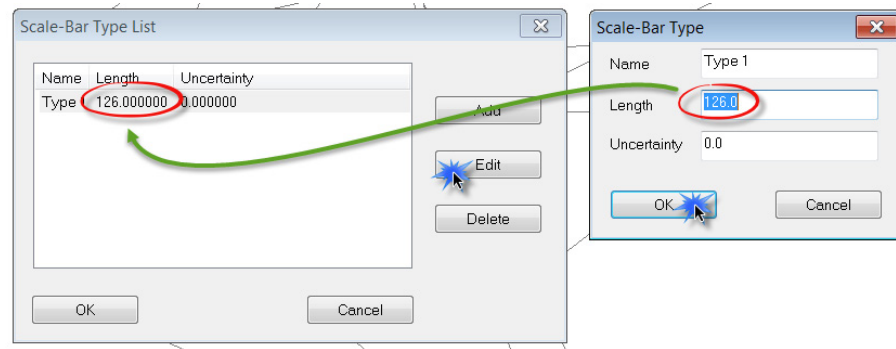 Scale-Bar Type List
Name Length Uncertainty
Type 1 126.000000 0.000000
Add
Edit
Delete
OK Cancel
Scale-Bar Type
Name Type 1
Length 126.0
Uncertainty 0.0
OK Cancel